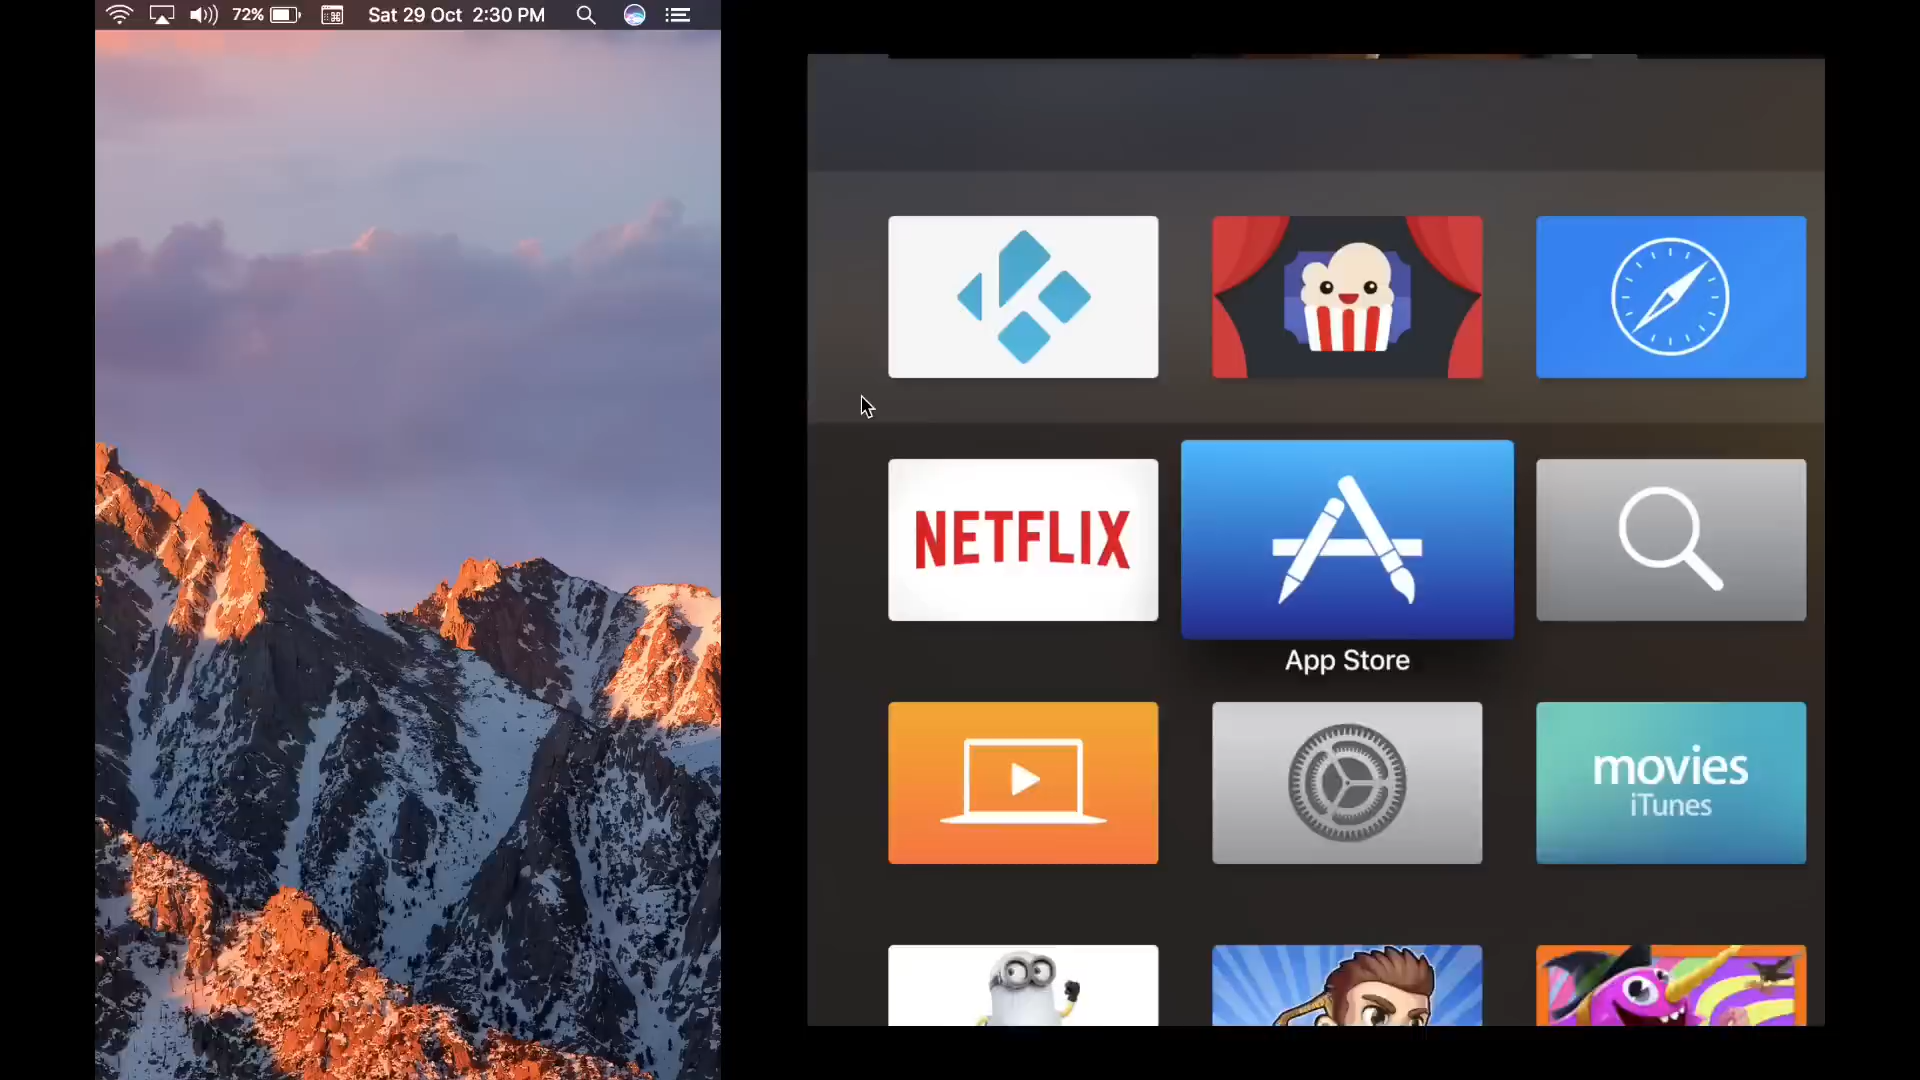 72%
Sat 29 Oct 2:30 PM
NETFLIX
App Store
movies
iTunes